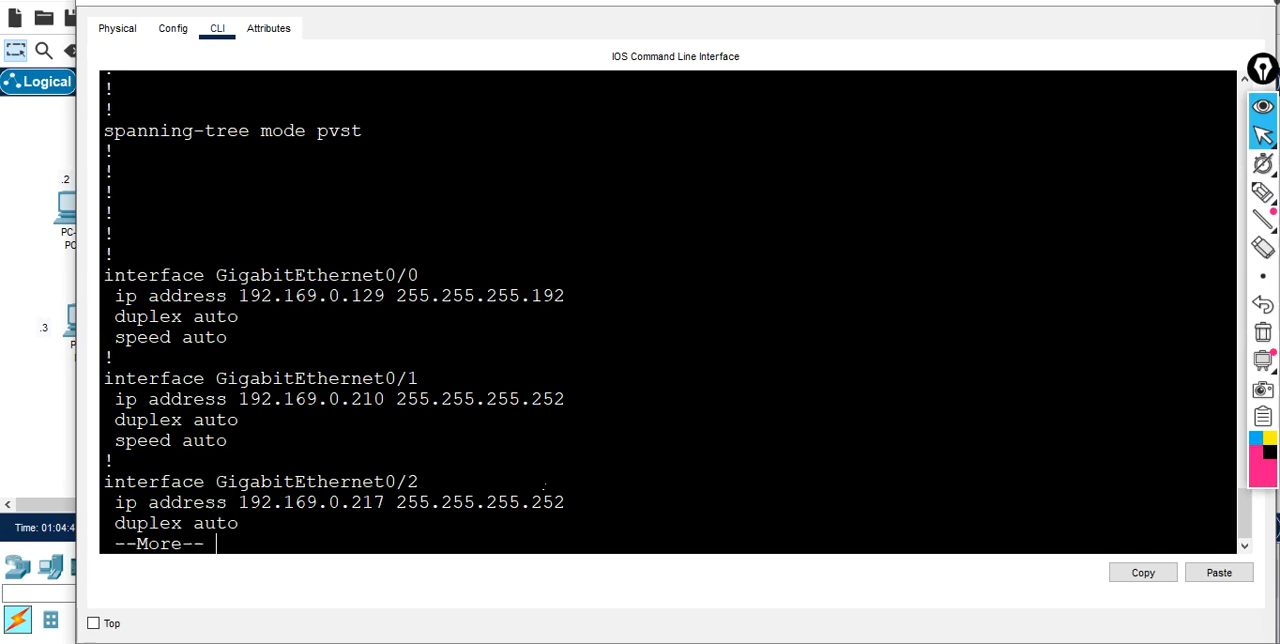 Physical
Config
CLI
Attributes
IOS Command Line Interface
Logical
!
!
!
spanning-tree mode pvst
!
!
!
!
!
!
interface GigabitEthernet0/0
ip address 192.169.0.129 255.255.255.192
duplex auto
speed auto
!
interface GigabitEthernet0/1
ip address 192.169.0.210 255.255.255.252
duplex auto
speed auto
!
interface GigabitEthernet0/2
ip address 192.169.0.217 255.255.255.252
duplex auto
--More--
.2
PC-
PC
.3
P
Time: 01:04:4
Copy
Paste
Top